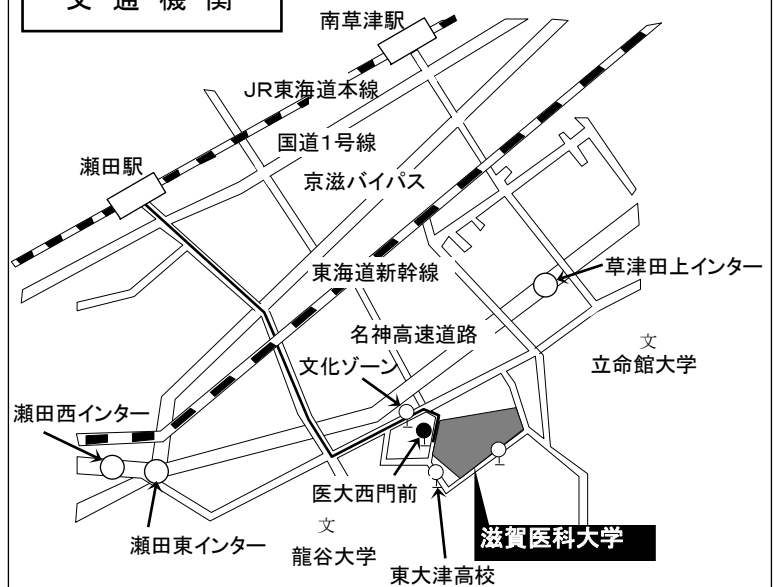 交通機関
南草津駅
JR東海道本線
国道1号線
瀬田駅
京滋バイパス
東海道新幹線
草津田上インター
名神高速道路
文
立命館大学
文化ゾーン
瀬田西インター
医大西門前
文
滋賀医科大学
瀬田東インター
龍谷大学
東大津高校